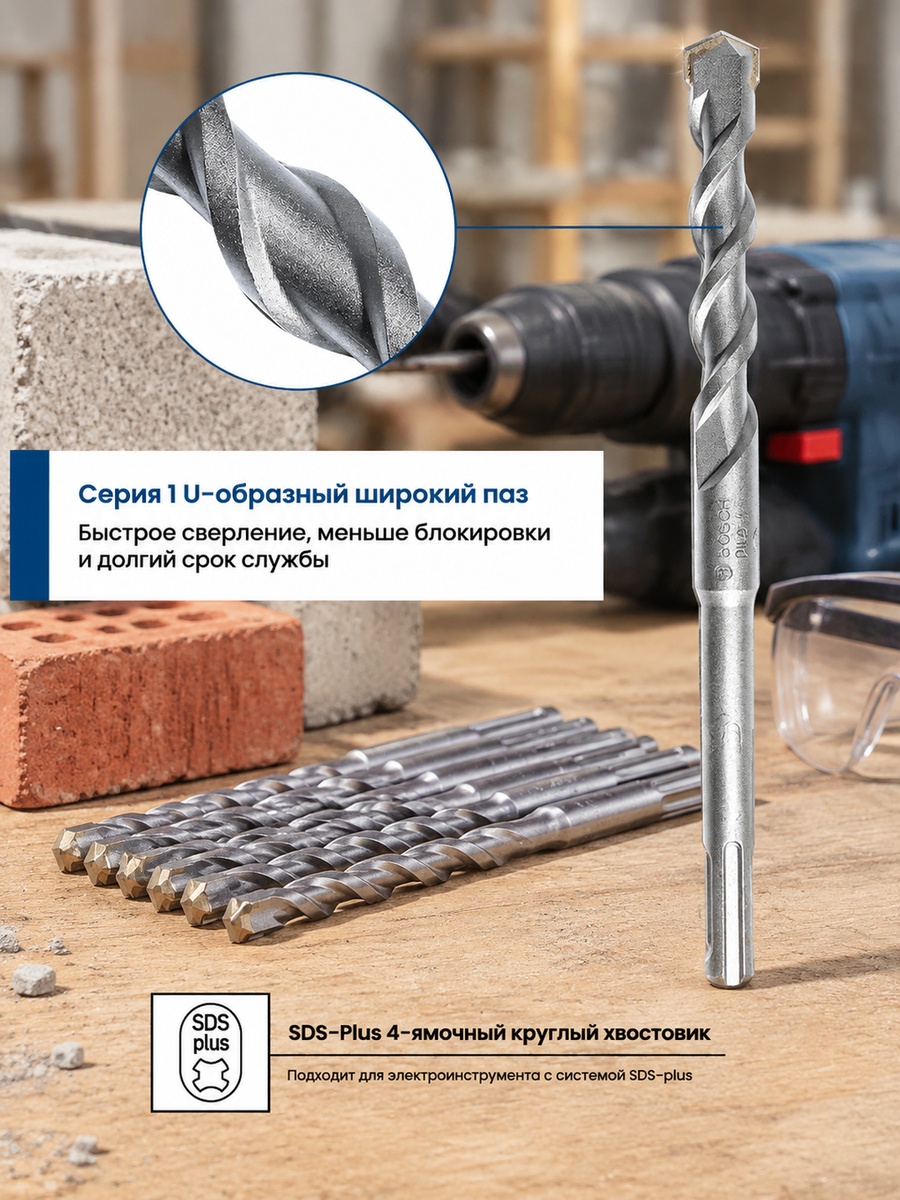 Серия 1 U-образный широкий паз
Быстрое сверление, меньше блокировки
и долгий срок службы
BOSCH
SDS
plus
SDS-Plus 4-ямочный круглый хвостовик
Подходит для электроинструмента с системой SDS-plus